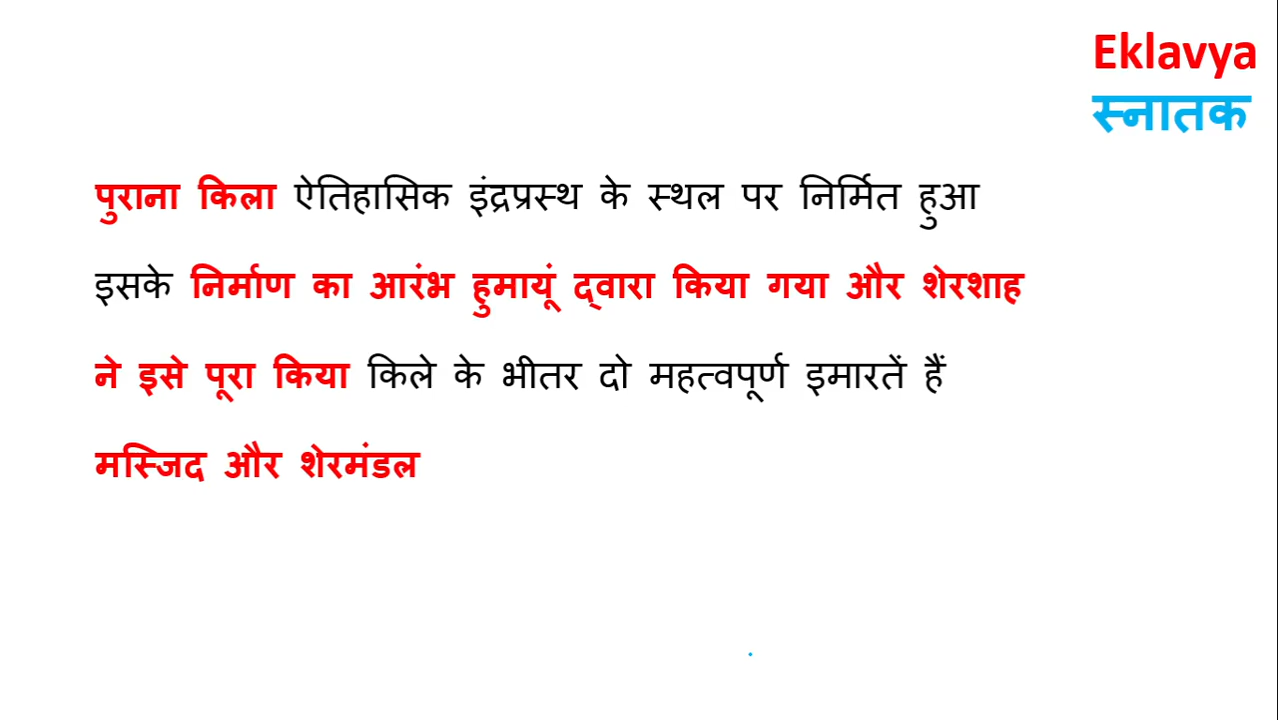 Eklavya
स्नातक
पुराना किला ऐतिहासिक इंद्रप्रस्थ के स्थल पर निर्मित हुआ
इसके निर्माण का आरंभ हुमायूं द्वारा किया गया और शेरशाह
ने इसे पूरा किया किले के भीतर दो महत्वपूर्ण इमारतें हैं
मस्जिद और शेरमंडल